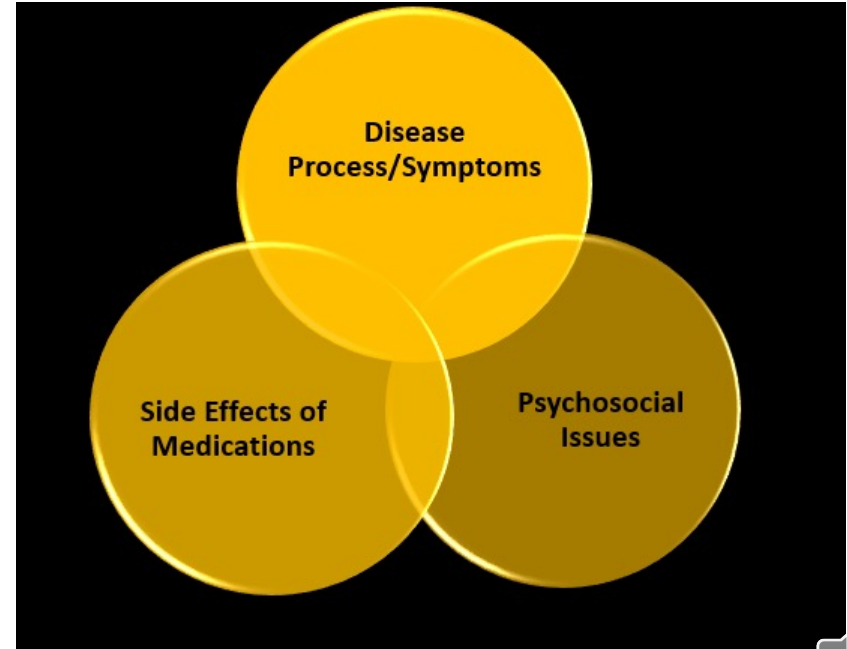 Disease
Process/Symptoms
Side Effects of
Medications
Psychosocial
Issues